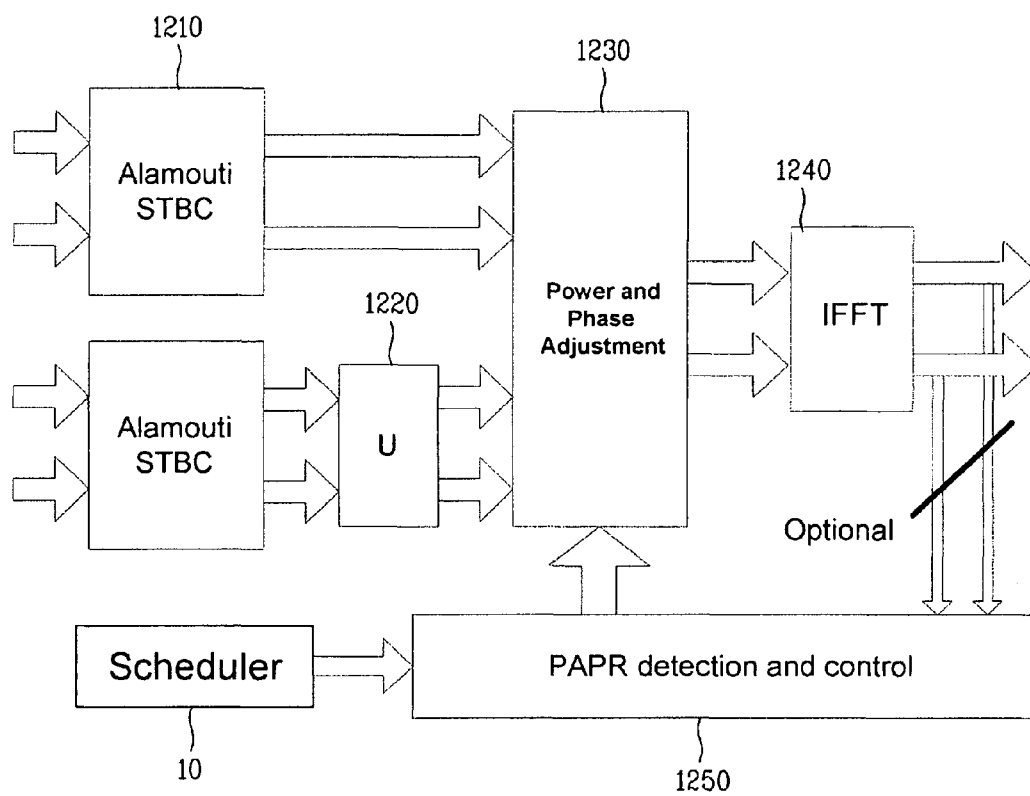 1210
1230
Alamouti
STBC
1240
Power and
Phase
Adjustment
IFFT
1220
Alamouti
STBC
U
Optional
Scheduler
PAPR detection and control
10
1250